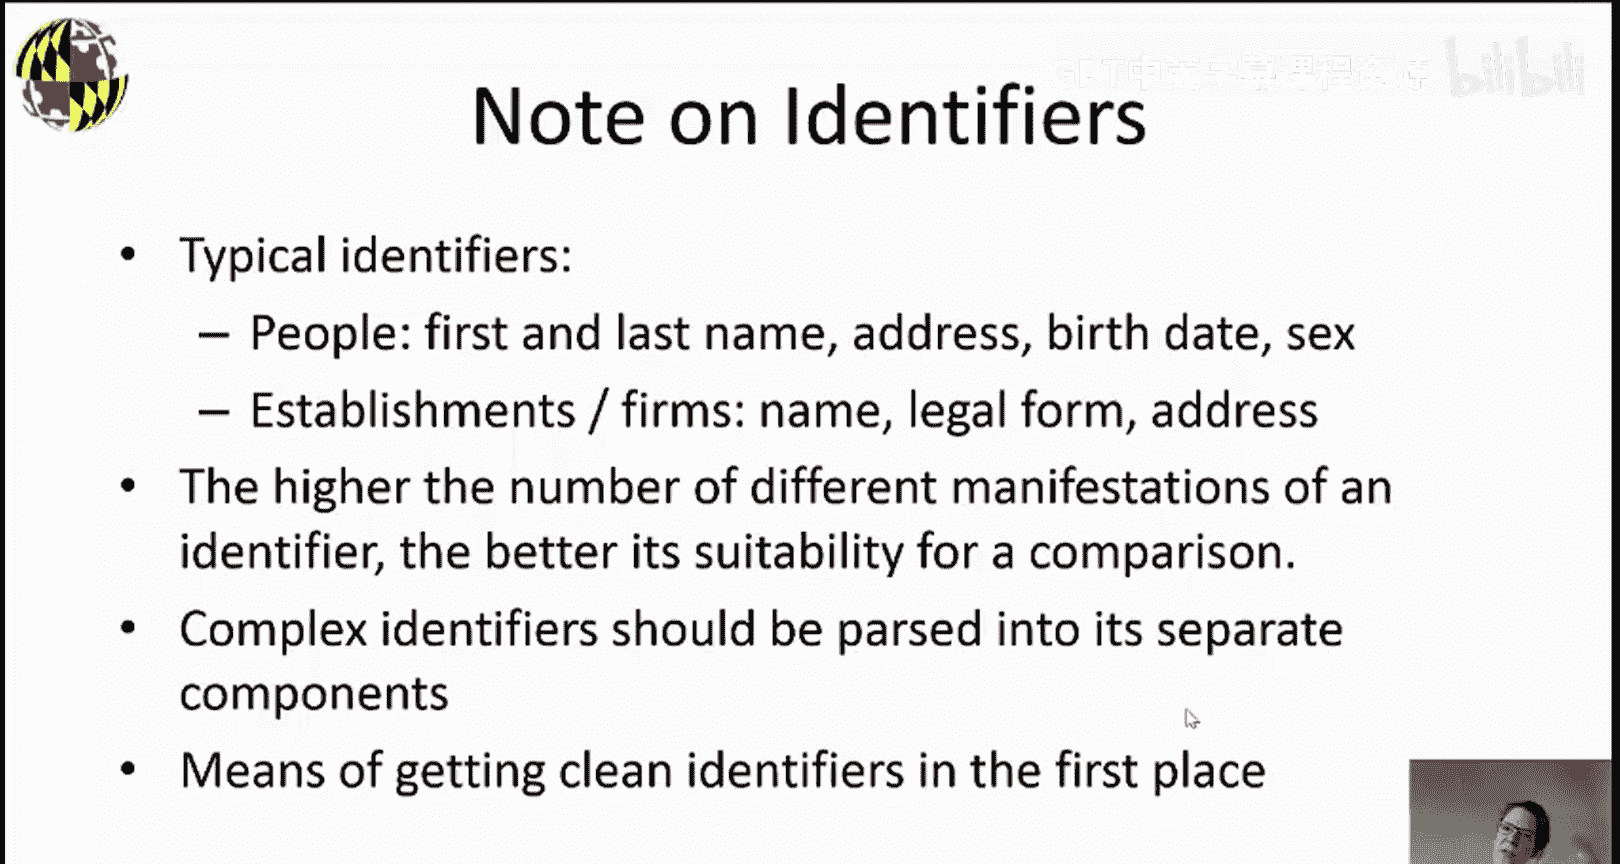 Note on Identifiers
bilibili
• Typical identifiers:
– People: first and last name, address, birth date, sex
– Establishments / firms: name, legal form, address
• The higher the number of different manifestations of an
identifier, the better its suitability for a comparison.
• Complex identifiers should be parsed into its separate
components
• Means of getting clean identifiers in the first place